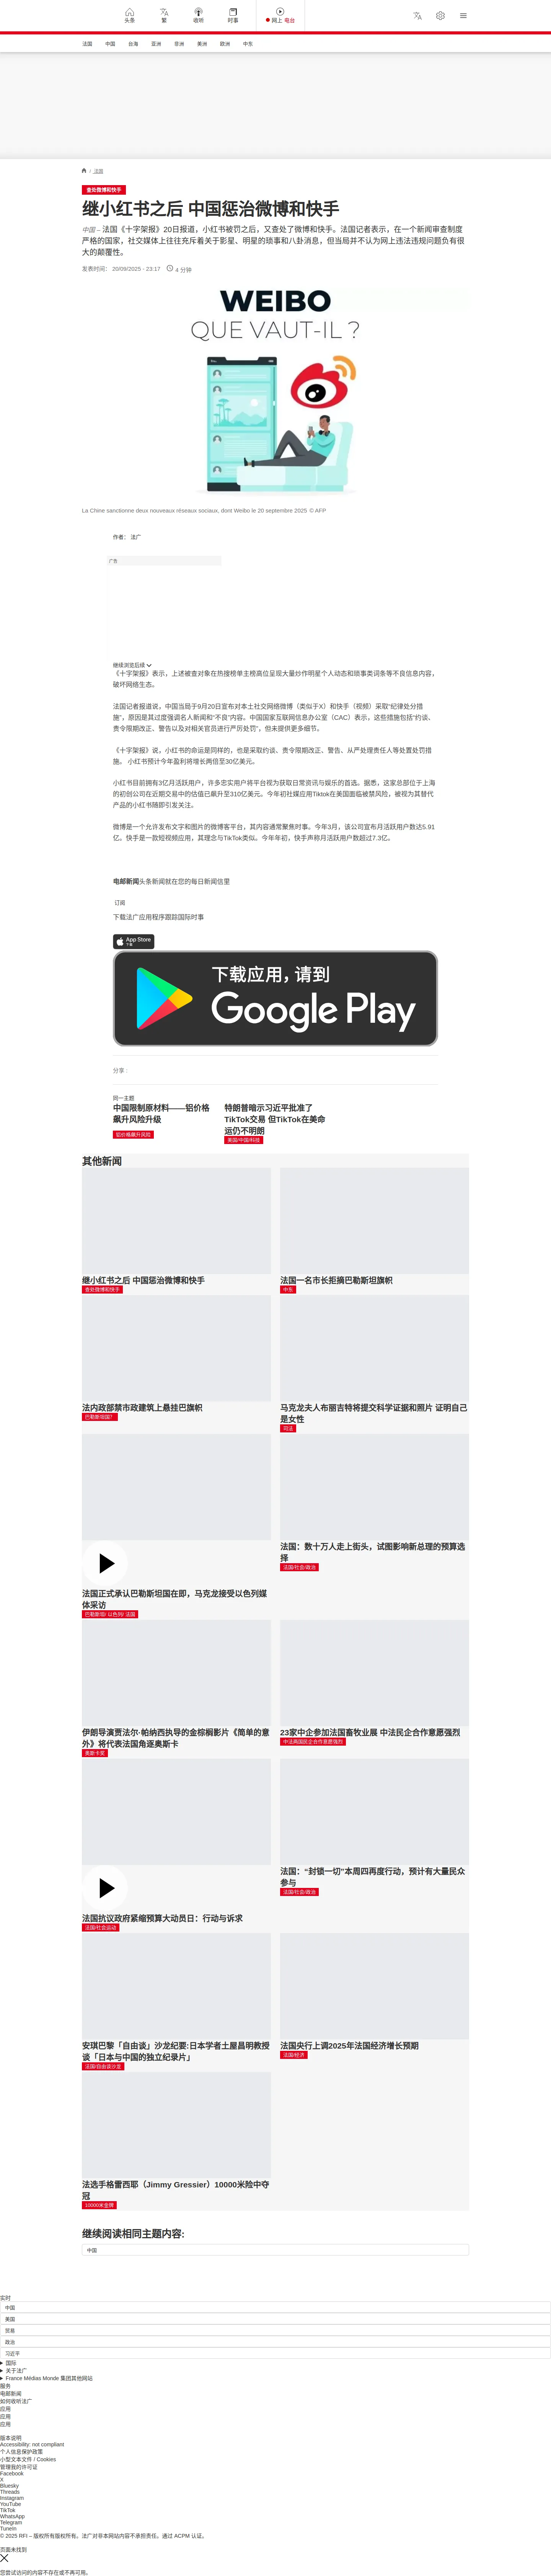 头条
繁
收听
时事
网上 电台
法国
中国
台海
亚洲
非洲
美洲
欧洲
中东
/ 法国
查处微博和快手
继小红书之后 中国惩治微博和快手
中国 – 法国《十字架报》20日报道，小红书被罚之后，又查处了微博和快手。法国记者表示，在一个新闻审查制度
严格的国家，社交媒体上往往充斥着关于影星、明星的琐事和八卦消息，但当局并不认为网上违法违规问题负有很
大的颠覆性。
发表时间： 20/09/2025 - 23:17
4 分钟
WEIBO
QUE VAUT-IL ?
La Chine sanctionne deux nouveaux réseaux sociaux, dont Weibo le 20 septembre 2025 © AFP
作者： 法广
广告
继续浏览后续
《十字架报》表示，上述被查对象在热搜榜单主榜高位呈现大量炒作明星个人动态和琐事类词条等不良信息内容，
破坏网络生态。
法国记者报道说，中国当局于9月20日宣布对本土社交网络微博（类似于X）和快手（视频）采取“纪律处分措
施”，原因是其过度强调名人新闻和“不良”内容。中国国家互联网信息办公室（CAC）表示，这些措施包括“约谈、
责令限期改正、警告以及对相关官员进行严厉处罚”，但未提供更多细节。
《十字架报》说，小红书的命运是同样的，也是采取约谈、责令限期改正、警告、从严处理责任人等处置处罚措
施。 小红书预计今年盈利将增长两倍至30亿美元。
小红书目前拥有3亿月活跃用户，许多忠实用户将平台视为获取日常资讯与娱乐的首选。据悉，这家总部位于上海
的初创公司在近期交易中的估值已飙升至310亿美元。今年初社媒应用Tiktok在美国面临被禁风险，被视为其替代
产品的小红书随即引发关注。
微博是一个允许发布文字和图片的微博客平台，其内容通常聚焦时事。今年3月，该公司宣布月活跃用户数达5.91
亿。快手是一款短视频应用，其理念与TikTok类似。今年年初，快手声称月活跃用户数超过7.3亿。
电邮新闻头条新闻就在您的每日新闻信里
订阅
下载法广应用程序跟踪国际时事
App Store
下载
下载应用，请到
Google Play
分享 :
同一主题
中国限制原材料——铝价格
飙升风险升级
铝价格飙升风险
特朗普暗示习近平批准了
TikTok交易 但TikTok在美命
运仍不明朗
美国/中国/科技
其他新闻
继小红书之后 中国惩治微博和快手
查处微博和快手
法国一名市长拒摘巴勒斯坦旗帜
中东
法内政部禁市政建筑上悬挂巴旗帜
巴勒斯坦国?
马克龙夫人布丽吉特将提交科学证据和照片 证明自己
是女性
司法
法国正式承认巴勒斯坦国在即，马克龙接受以色列媒
体采访
巴勒斯坦/ 以色列/ 法国
法国：数十万人走上街头，试图影响新总理的预算选
择
法国/社会/政治
伊朗导演贾法尔·帕纳西执导的金棕榈影片《简单的意
外》将代表法国角逐奥斯卡
奥斯卡奖
23家中企参加法国畜牧业展 中法民企合作意愿强烈
中法两国民企合作意愿强烈
法国抗议政府紧缩预算大动员日：行动与诉求
法国/社会运动
法国：“封锁一切”本周四再度行动，预计有大量民众
参与
法国/社会/政治
安琪巴黎「自由谈」沙龙纪要:日本学者土屋昌明教授
谈「日本与中国的独立纪录片」
法国/自由谈沙龙
法国央行上调2025年法国经济增长预期
法国/经济
法选手格雷西耶（Jimmy Gressier）10000米险中夺
冠
10000米金牌
继续阅读相同主题内容:
中国
实时
中国
美国
贸易
政治
习近平
国际
关于法广
France Médias Monde 集团其他网站
服务
电邮新闻
如何收听法广
应用
应用
应用
版本说明
Accessibility: not compliant
个人信息保护政策
小型文本文件 / Cookies
管理我的许可证
Facebook
X
Bluesky
Threads
Instagram
YouTube
TikTok
WhatsApp
Telegram
TuneIn
© 2025 RFI – 版权所有版权所有。法广对非本网站内容不承担责任。通过 ACPM 认证。
页面未找到
您尝试访问的内容不存在或不再可用。